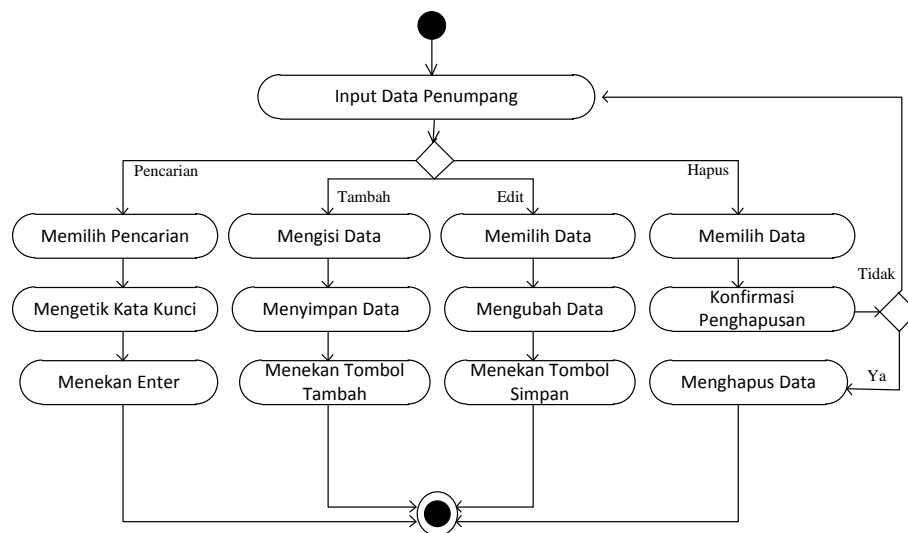 Input Data Penumpang
Pencarian
Hapus
Tambah
Edit
Memilih Pencarian
Mengisi Data
Memilih Data
Memilih Data
Tidak
Mengetik Kata Kunci
Menyimpan Data
Mengubah Data
Konfirmasi
Penghapusan
Menekan Enter
Menekan Tombol
Tambah
Menekan Tombol
Simpan
Menghapus Data
Ya